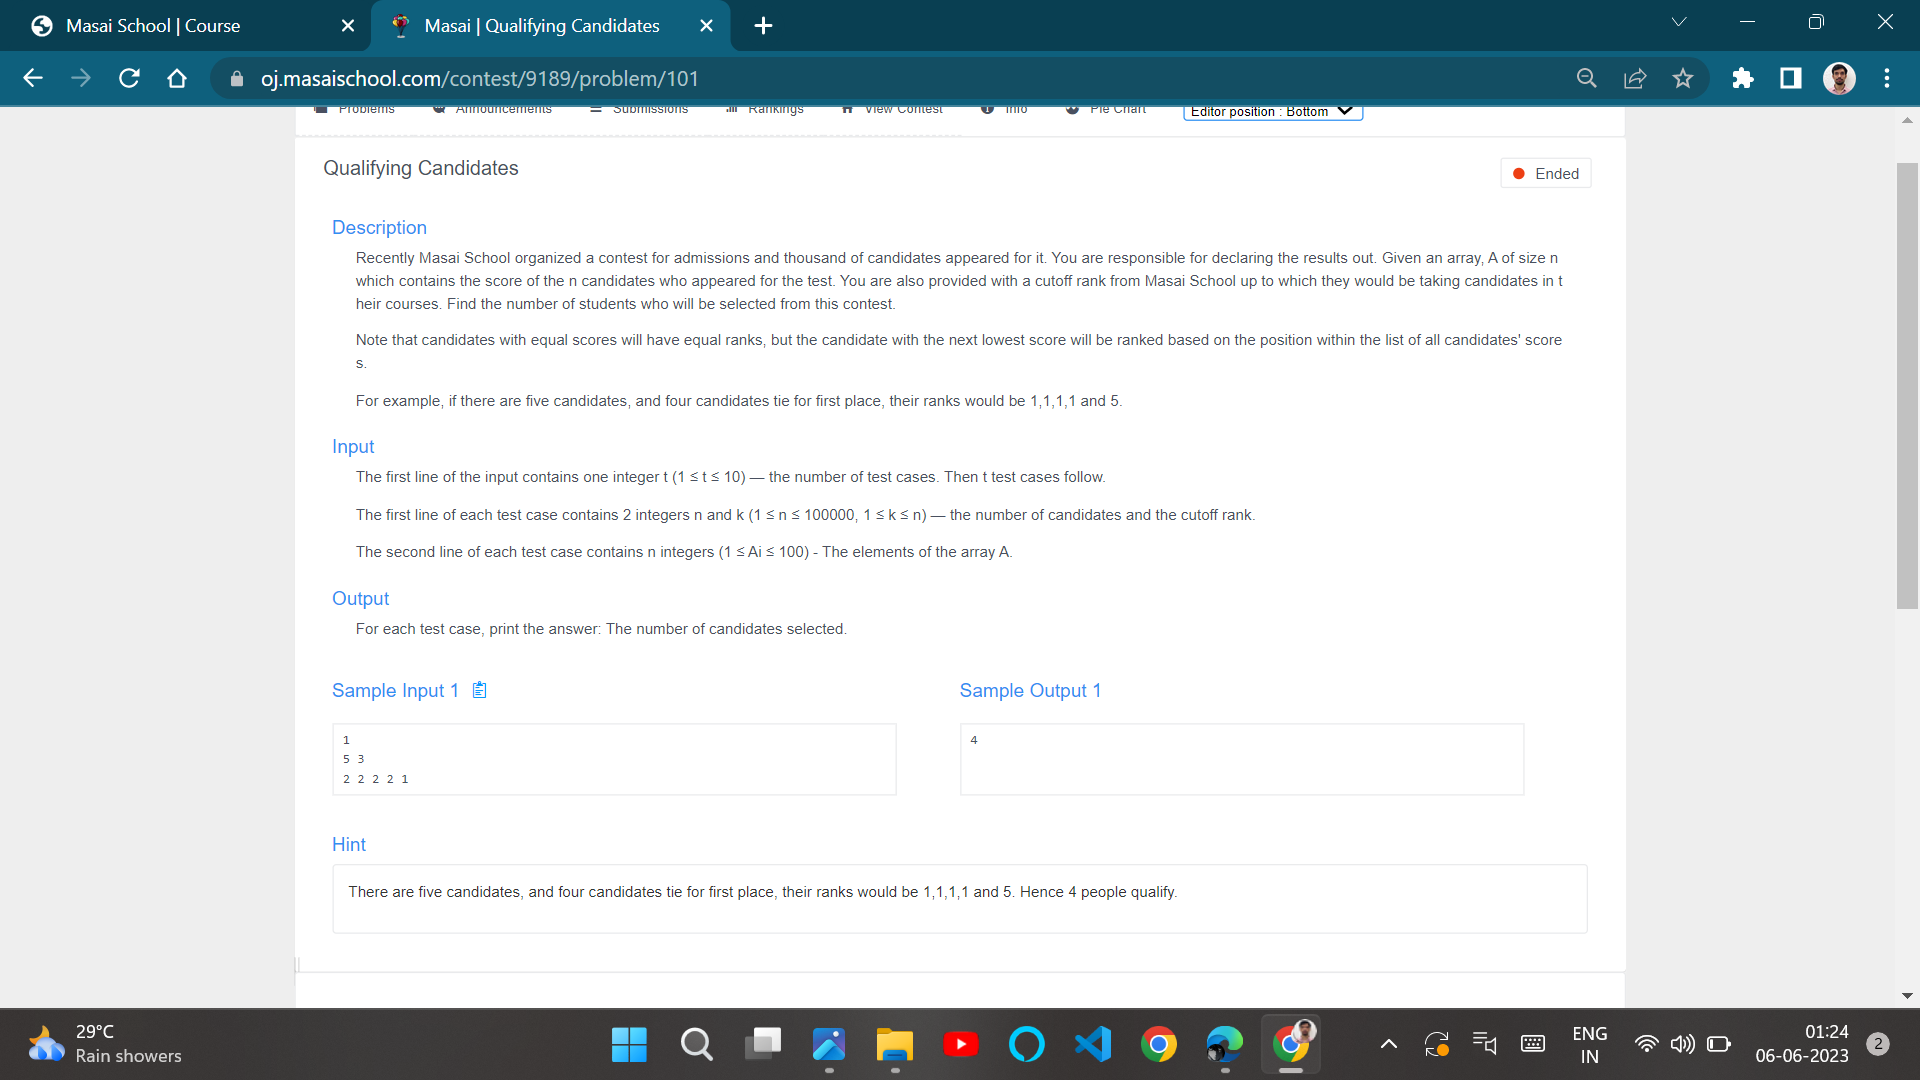 Masai School | Course
Masai | Qualifying Candidates
oj.masaischool.com/contest/9189/problem/101
Problems Announcements Submissions Rankings View Contest Info Pie Chart Editor position : Bottom
Qualifying Candidates
Ended
Description
Recently Masai School organized a contest for admissions and thousand of candidates appeared for it. You are responsible for declaring the results out. Given an array, A of size n
which contains the score of the n candidates who appeared for the test. You are also provided with a cutoff rank from Masai School up to which they would be taking candidates in t
heir courses. Find the number of students who will be selected from this contest.
Note that candidates with equal scores will have equal ranks, but the candidate with the next lowest score will be ranked based on the position within the list of all candidates' score
s.
For example, if there are five candidates, and four candidates tie for first place, their ranks would be 1,1,1,1 and 5.
Input
The first line of the input contains one integer t (1 ≤ t ≤ 10) — the number of test cases. Then t test cases follow.
The first line of each test case contains 2 integers n and k (1 ≤ n ≤ 100000, 1 ≤ k ≤ n) — the number of candidates and the cutoff rank.
The second line of each test case contains n integers (1 ≤ Ai ≤ 100) - The elements of the array A.
Output
For each test case, print the answer: The number of candidates selected.
Sample Input 1
1
5 3
2 2 2 2 1
Sample Output 1
4
Hint
There are five candidates, and four candidates tie for first place, their ranks would be 1,1,1,1 and 5. Hence 4 people qualify.
29°C
Rain showers
ENG
IN
01:24
06-06-2023
2